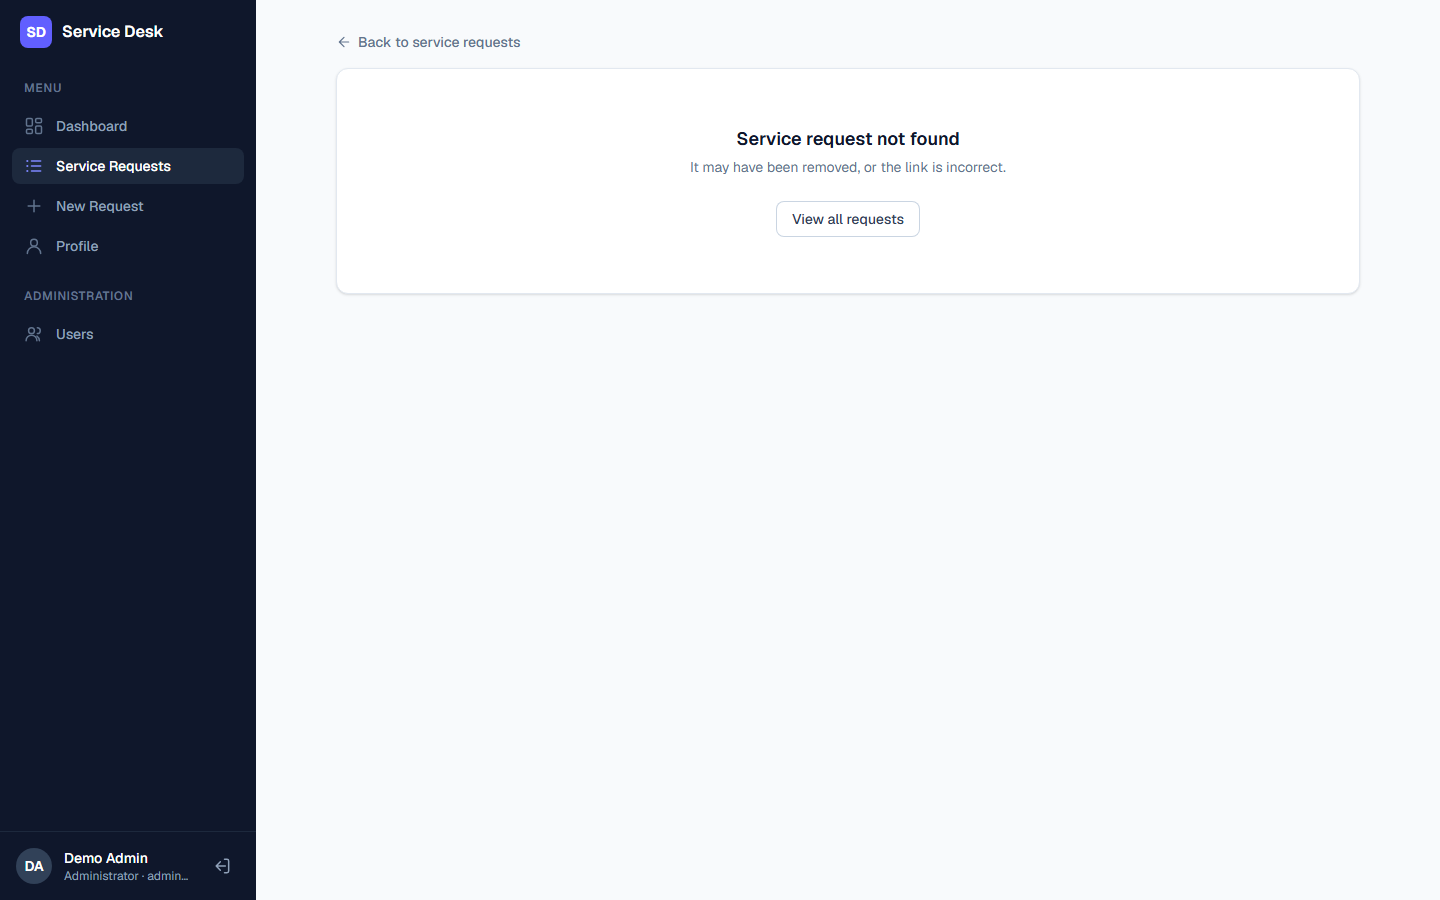 SD Service Desk
MENU
Dashboard
Service Requests
New Request
Profile
ADMINISTRATION
Users
DA
Demo Admin
Administrator · admin...
Back to service requests
Service request not found
It may have been removed, or the link is incorrect.
View all requests